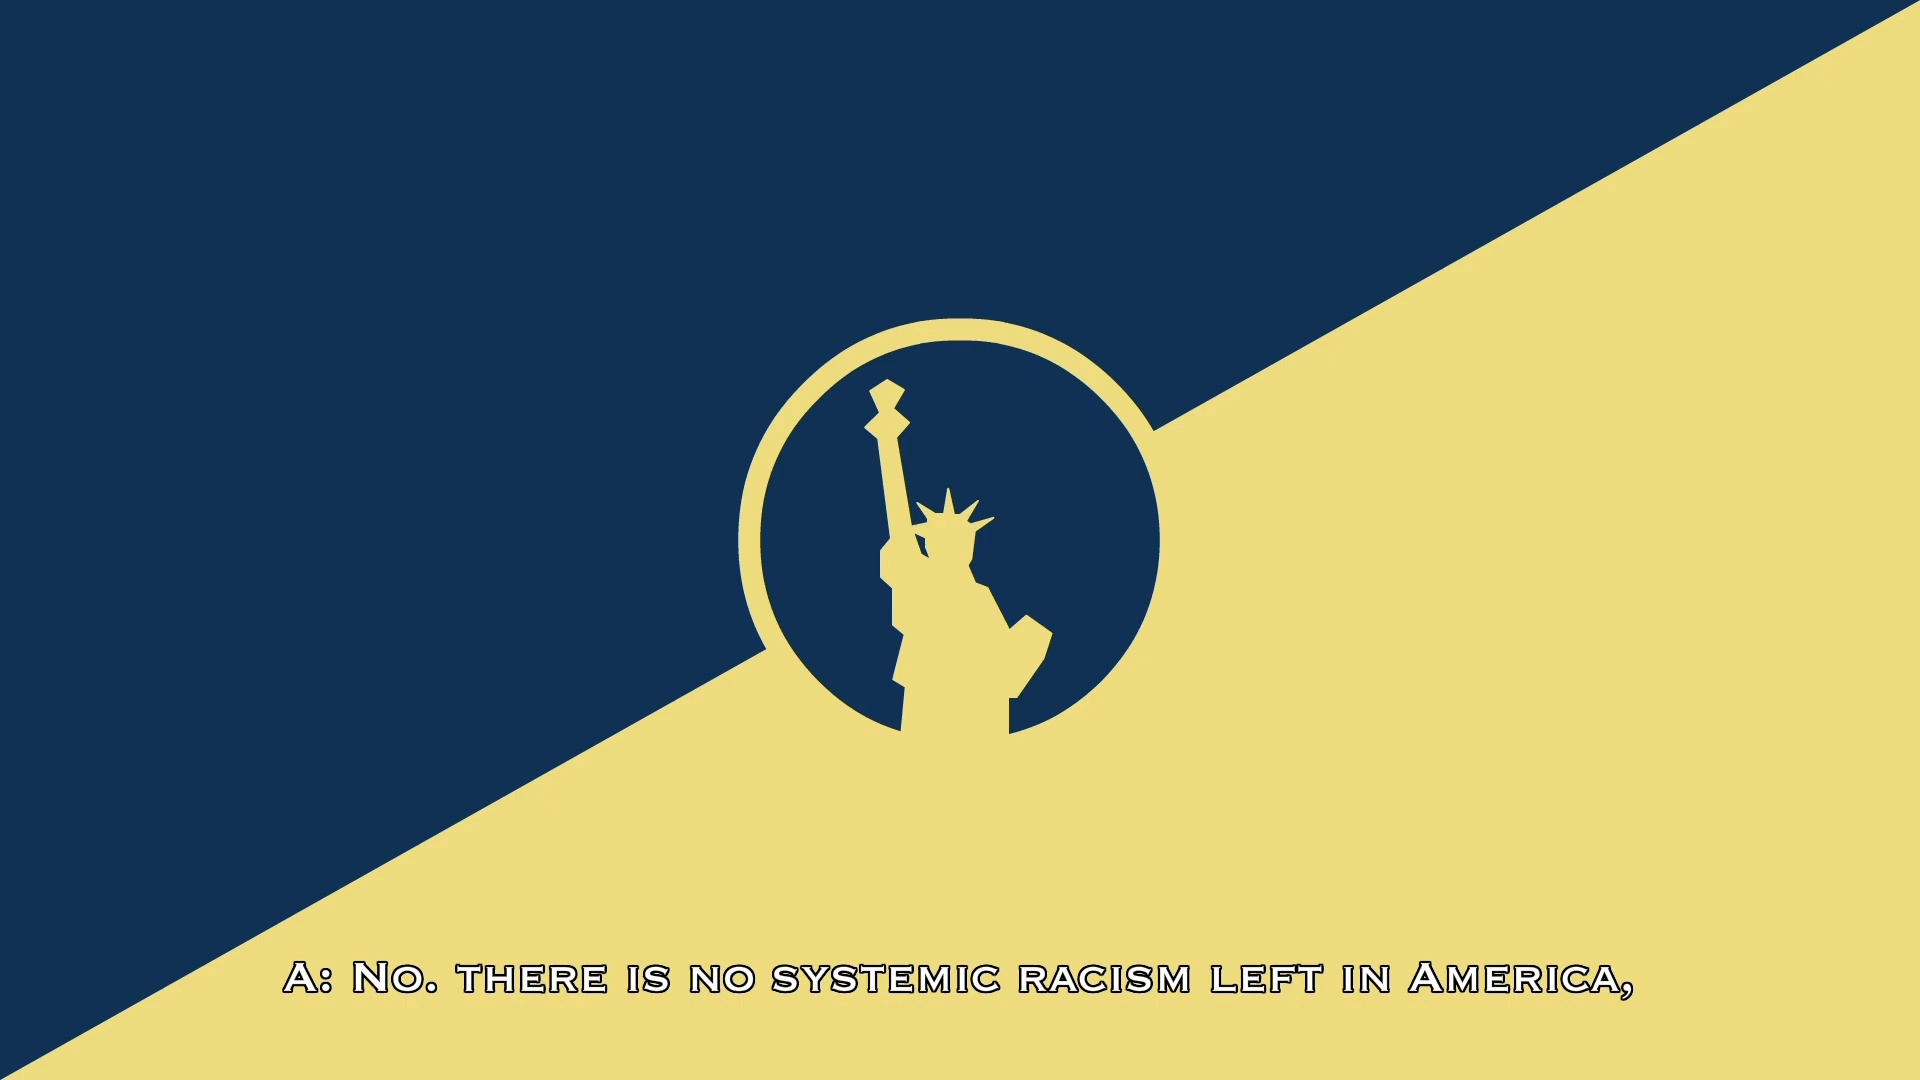 A: No. there is no systemic racism left in America,